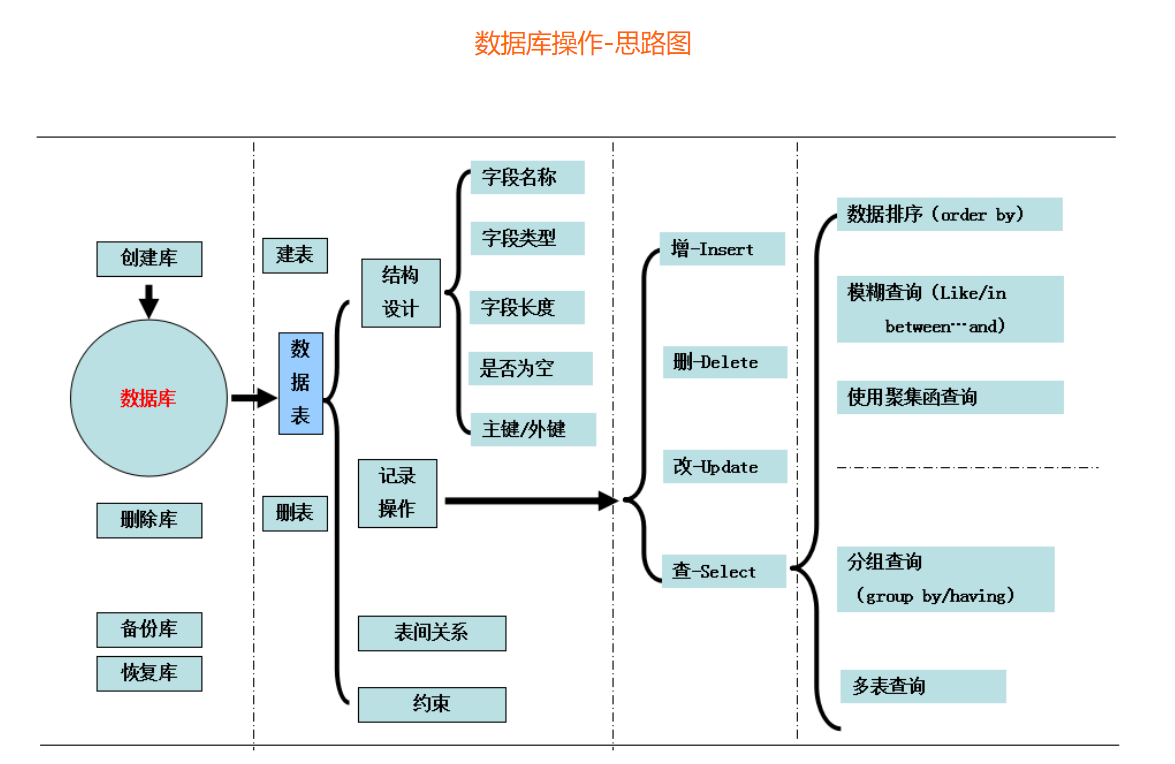 数据库操作-思路图
创建库
数据库
删除库
备份库
恢复库
建表
数
据
表
删表
结构
设计
记录
操作
表间关系
约束
字段名称
字段类型
字段长度
是否为空
主键/外键
增-Insert
删-Delete
改-Update
查-Select
数据排序（order by）
模糊查询（Like/in
between…and）
使用聚集函查询
分组查询
（group by/having）
多表查询